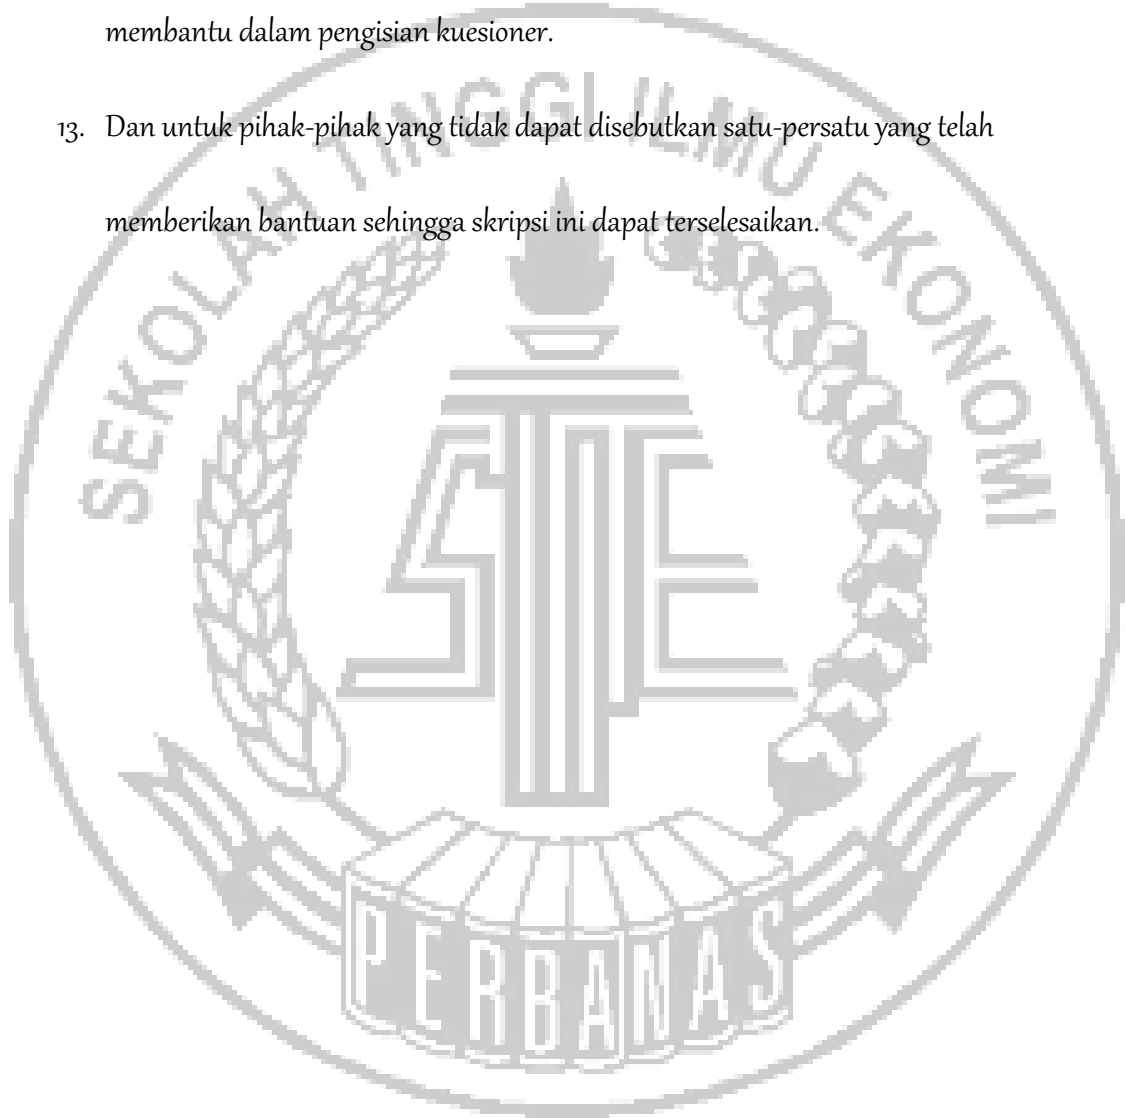 membantu dalam pengisian kuesioner.
13. Dan untuk pihak-pihak yang tidak dapat disebutkan satu-persatu yang telah
memberikan bantuan sehingga skripsi ini dapat terselesaikan.
SEKOLAH TINGGI ILMU EKONOMI
STIE
PERBANAS